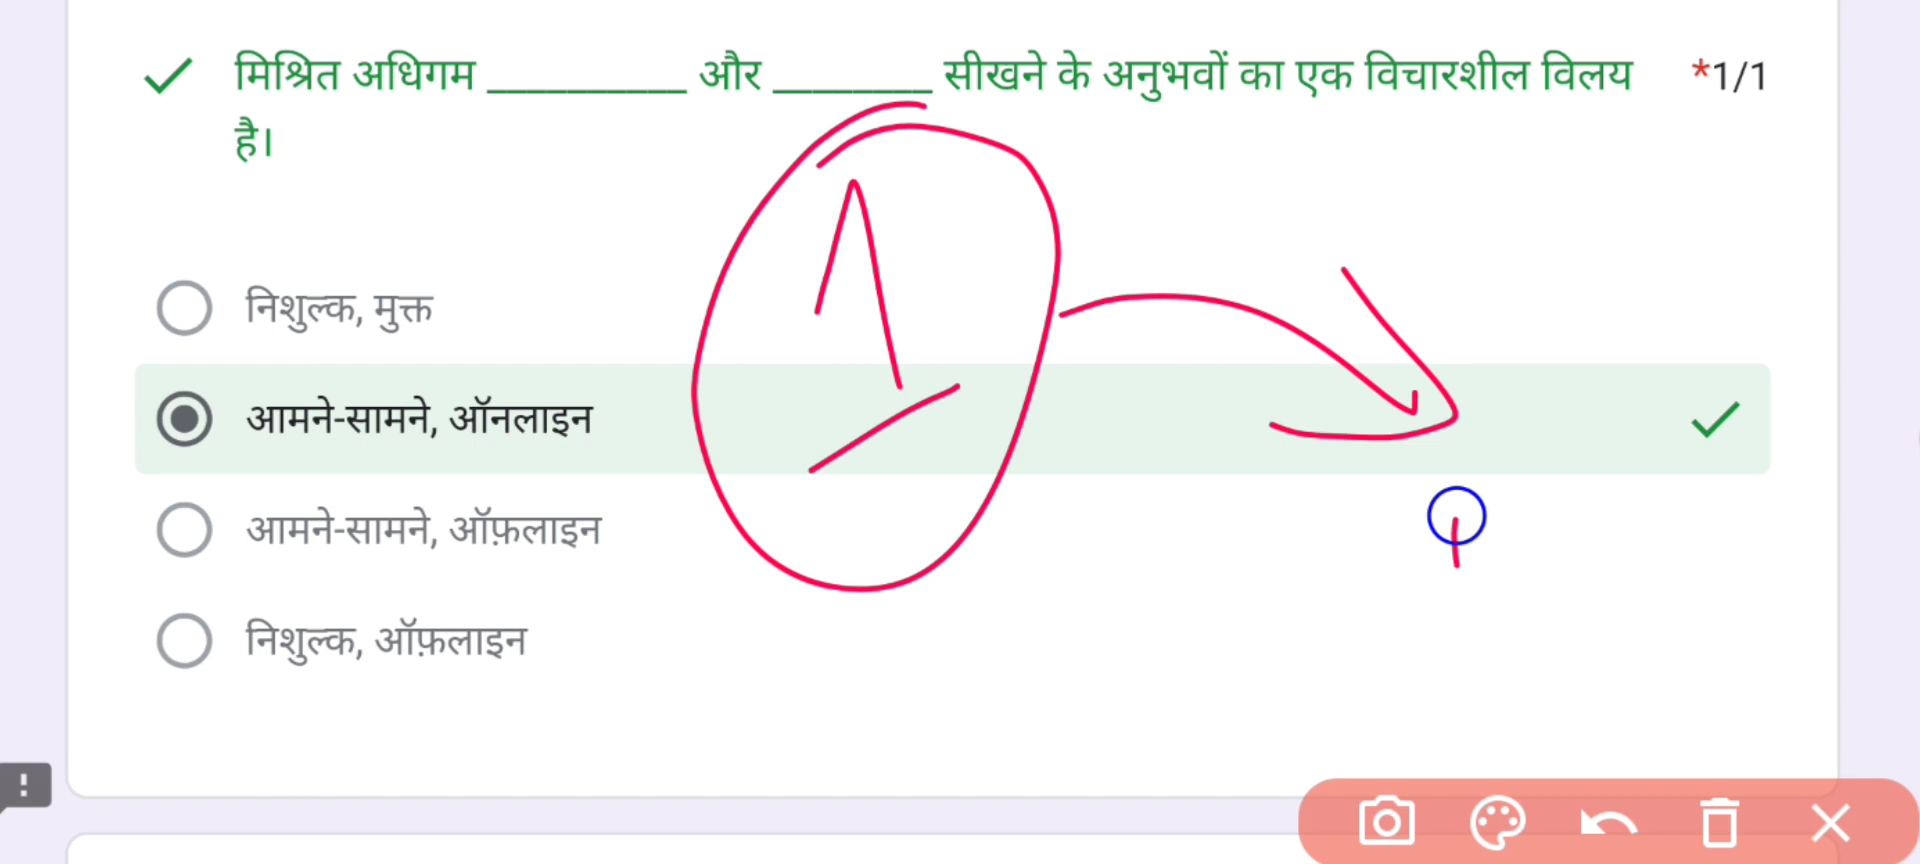 मिश्रित अधिगम __________ और ________ सीखने के अनुभवों का एक विचारशील विलय *1/1
है।
निशुल्क, मुक्त
आमने-सामने, ऑनलाइन
आमने-सामने, ऑफ़लाइन
निशुल्क, ऑफ़लाइन